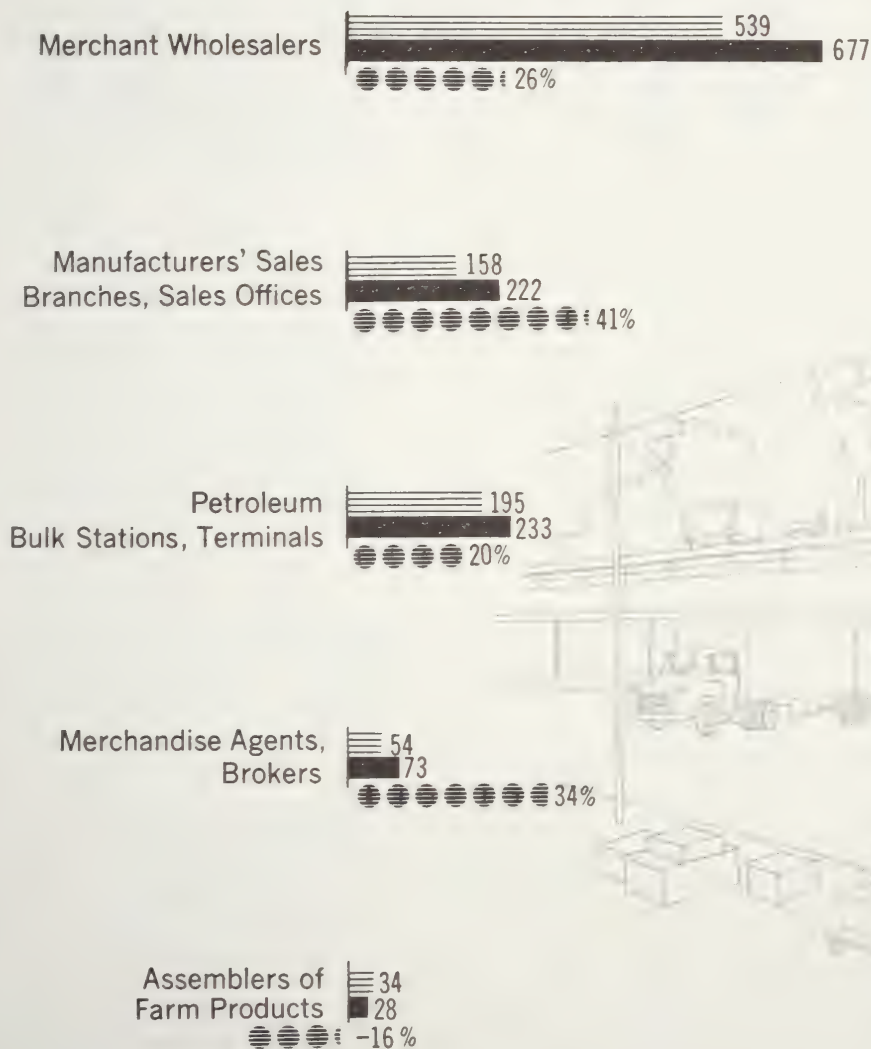 539
Merchant Wholesalers
677
26%
Manufacturers' Sales
158
Branches, Sales Offices
222
41%
Petroleum
195
Bulk Stations, Terminals
233
20%
Merchandise Agents,
54
Brokers
73
34%
Assemblers of
34
Farm Products
28
-16%